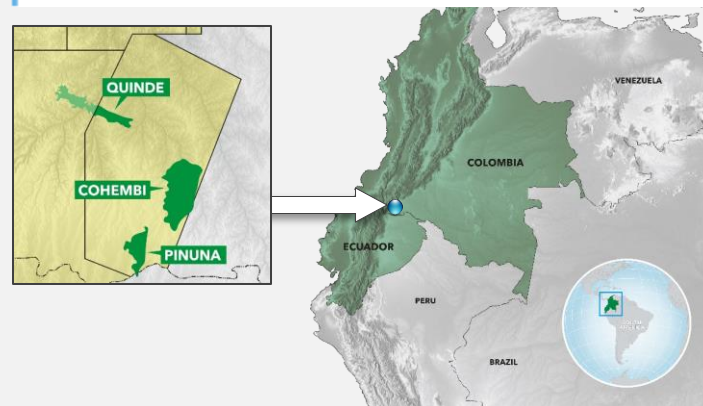 QUINDE
COHEMBI
PINUNA
VENEZUELA
COLOMBIA
ECUADOR
PERU
BRAZIL